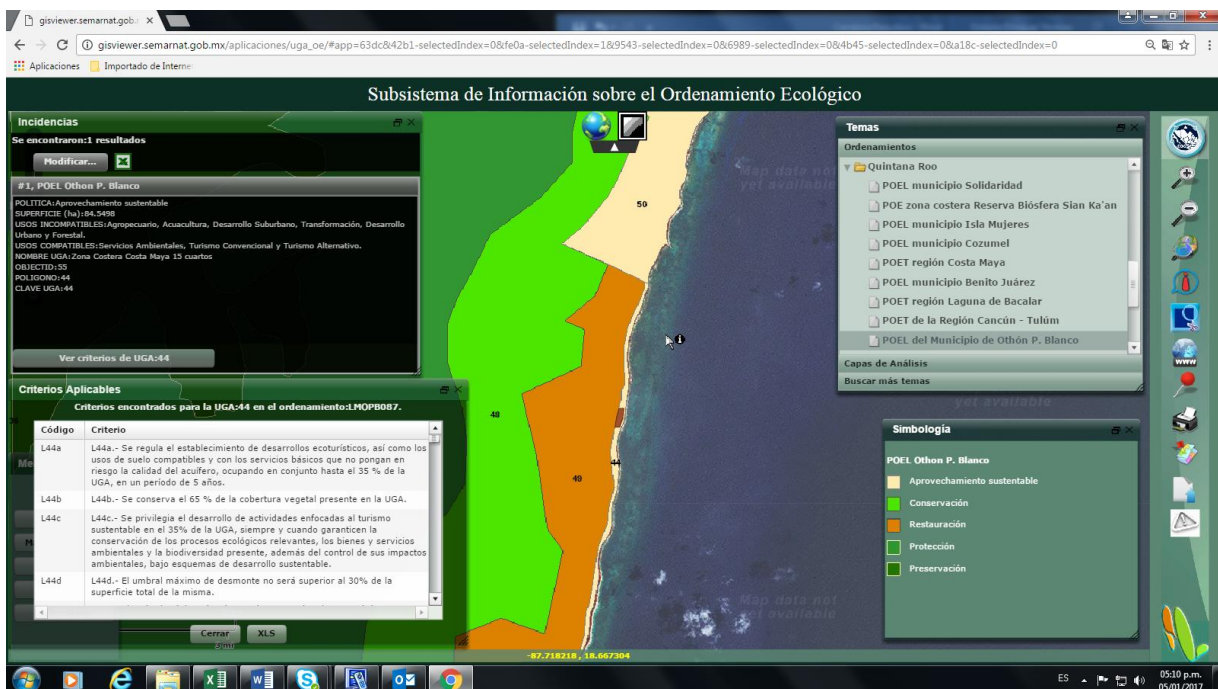 gisviewer.semarnat.gob.
gisviewer.semarnat.gob.mx/aplicaciones/uga_oe/#app=63dc&42b1-selectedIndex=0&fe0a-selectedIndex=1&9543-selectedIndex=0&6989-selectedIndex=0&4b45-selectedIndex=0&a18c-selectedIndex=0
Aplicaciones Importado de Interne
Subsistema de Información sobre el Ordenamiento Ecológico
Incidencias
Se encontraron:1 resultados
Modificar...
#1, POEL Othon P. Blanco
POLITICA:Aprovechamiento sustentable
SUPERFICIE (ha):84.5498
USOS INCOMPATIBLES:Agropecuario, Acuacultura, Desarrollo Suburbano, Transformación, Desarrollo
Urbano y Forestal.
USOS COMPATIBLES:Servicios Ambientales, Turismo Convencional y Turismo Alternativo.
NOMBRE UGA:Zona Costera Costa Maya 15 cuartos
OBJECTID:55
POLIGONO:44
CLAVE UGA:44
Ver criterios de UGA:44
Criterios Aplicables
Criterios encontrados para la UGA:44 en el ordenamiento:LMOPB087.
Código Criterio
L44a L44a.- Se regula el establecimiento de desarrollos ecoturísticos, así como los
usos de suelo compatibles y con los servicios básicos que no pongan en
riesgo la calidad del acuífero, ocupando en conjunto hasta el 35 % de la
UGA, en un período de 5 años.
L44b L44b.- Se conserva el 65 % de la cobertura vegetal presente en la UGA.
L44c L44c.- Se privilegia el desarrollo de actividades enfocadas al turismo
sustentable en el 35% de la UGA, siempre y cuando garanticen la
conservación de los procesos ecológicos relevantes, los bienes y servicios
ambientales y la biodiversidad presente, además del control de sus impactos
ambientales, bajo esquemas de desarrollo sustentable.
L44d L44d.- El umbral máximo de desmonte no será superior al 30% de la
superficie total de la misma.
Cerrar XLS
50
48
49
44
Map data not
yet available
yet available
Map data not
yet available
-87.718218 , 18.667304
Temas
Ordenamientos
Quintana Roo
POEL municipio Solidaridad
POE zona costera Reserva Biósfera Sian Ka'an
POEL municipio Isla Mujeres
POEL municipio Cozumel
POET región Costa Maya
POEL municipio Benito Juárez
POET región Laguna de Bacalar
POET de la Región Cancún - Tulúm
POEL del Municipio de Othón P. Blanco
Capas de Análisis
Buscar más temas
Simbología
POEL Othon P. Blanco
Aprovechamiento sustentable
Conservación
Restauración
Protección
Preservación
WWW
ES
05:10 p.m.
05/01/2017